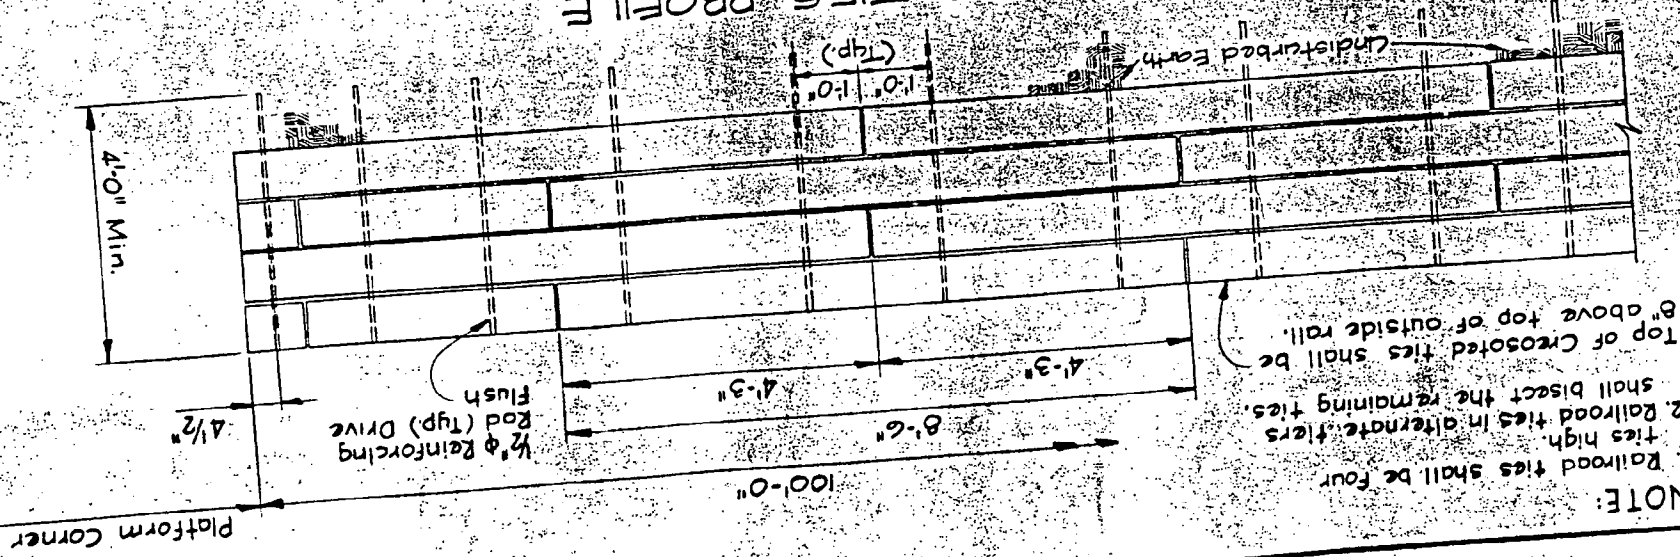 NOTE:
Railroad ties shall be Four
ties high.
2. Railroad ties in alternate tiers
shall bisect the remaining ties.
Top of Creosoted ties shall be
8" above top of outside rail.
Platform Corner
100'-0"
8'-6"
4'-3"
4'-3"
4½"
½" φ Reinforcing
Rod (Typ) Drive
Flush
4'-0" Min.
Undisturbed Earth
1'-0"
1'-0"
(Typ.)
TIES PROFILE